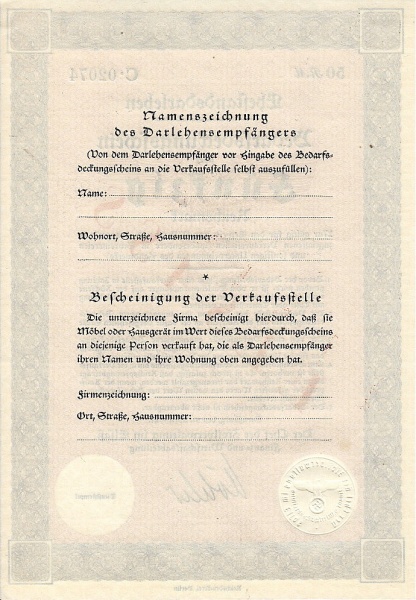 Namenszeichnung
des Darlehensempfängers
(Von dem Darlehensempfänger vor Hingabe des Bedarfs-
deckungsscheins an die Verkaufsstelle selbst auszufüllen):
Name:
Wohnort, Straße, Hausnummer:
*
Bescheinigung der Verkaufsstelle
Die unterzeichnete Firma bescheinigt hierdurch, daß sie
Möbel oder Hausgerät im Wert dieses Bedarfsdeckungsscheins
an diejenige Person verkauft hat, die als Darlehensempfänger
ihren Namen und ihre Wohnung oben angegeben hat.
Firmenzeichnung:
Ort, Straße, Hausnummer: